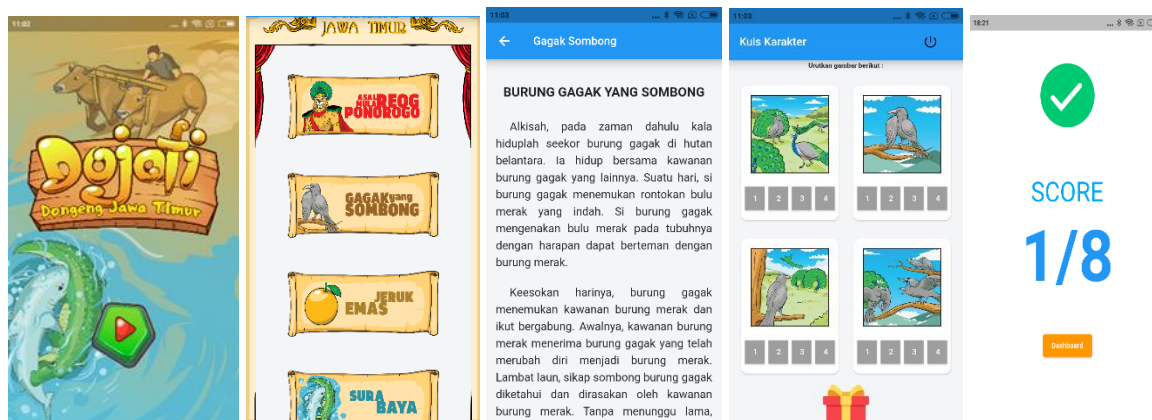 11:02
Dojati
Dongeng Jawa Timur
JAWA TIMUR
ASAL
MULA REOG
PONOROGO
GAGAK yang
SOMBONG
JERUK
EMAS
SURA
BAYA
11:03
Gagak Sombong
BURUNG GAGAK YANG SOMBONG
Alkisah, pada zaman dahulu kala
hiduplah seekor burung gagak di hutan
belantara. Ia hidup bersama kawanan
burung gagak yang lainnya. Suatu hari, si
burung gagak menemukan rontokan bulu
merak yang indah. Si burung gagak
mengenakan bulu merak pada tubuhnya
dengan harapan dapat berteman dengan
burung merak.
Keesokan harinya, burung gagak
menemukan kawanan burung merak dan
ikut bergabung. Awalnya, kawanan burung
merak menerima burung gagak yang telah
merubah diri menjadi burung merak.
Lambat laun, sikap sombong burung gagak
diketahui dan dirasakan oleh kawanan
burung merak. Tanpa menunggu lama,
11:03
Kuis Karakter
Urutkan gambar berikut :
1 2 3 4
1 2 3 4
1 2 3 4
1 2 3 4
18:21
SCORE
1/8
Dashboard